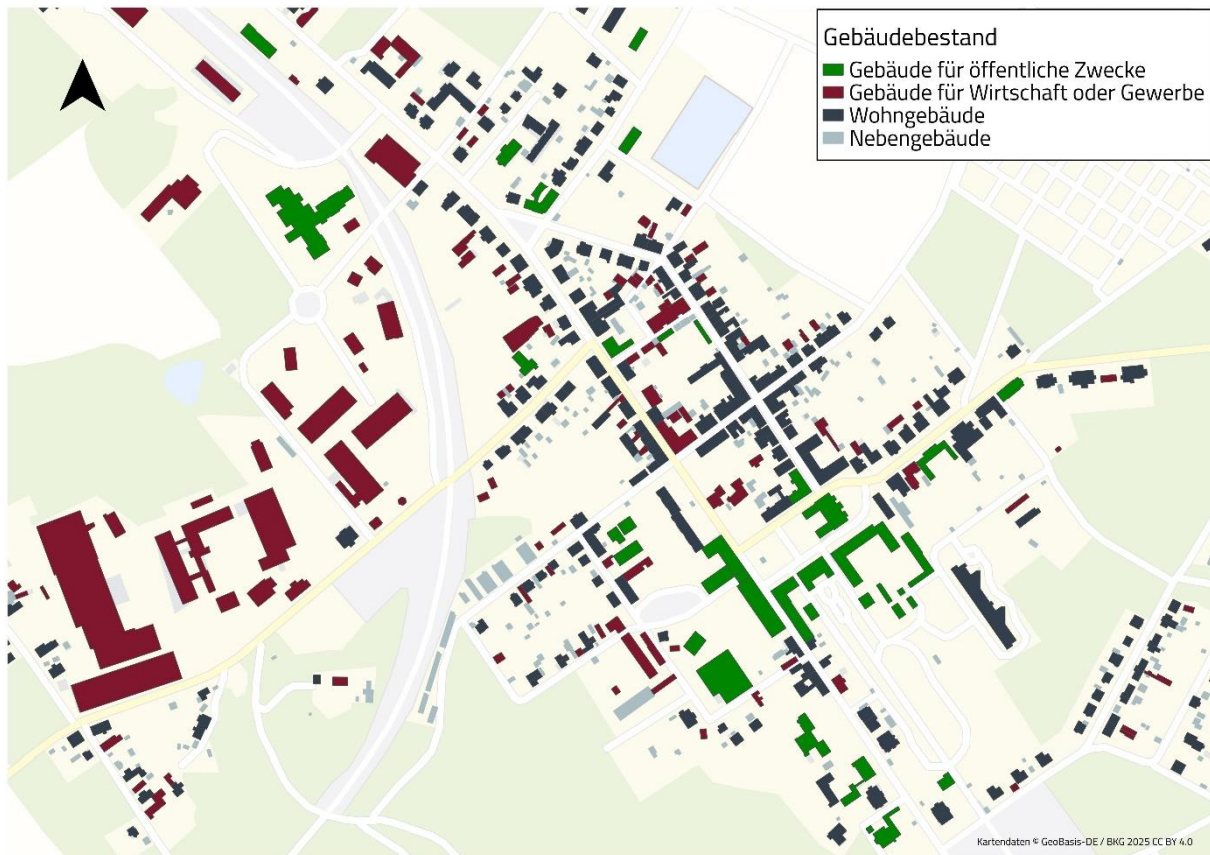 Gebäudebestand
Gebäude für öffentliche Zwecke
Gebäude für Wirtschaft oder Gewerbe
Wohngebäude
Nebengebäude
Kartendaten © GeoBasis-DE / BKG 2025 CC BY 4.0